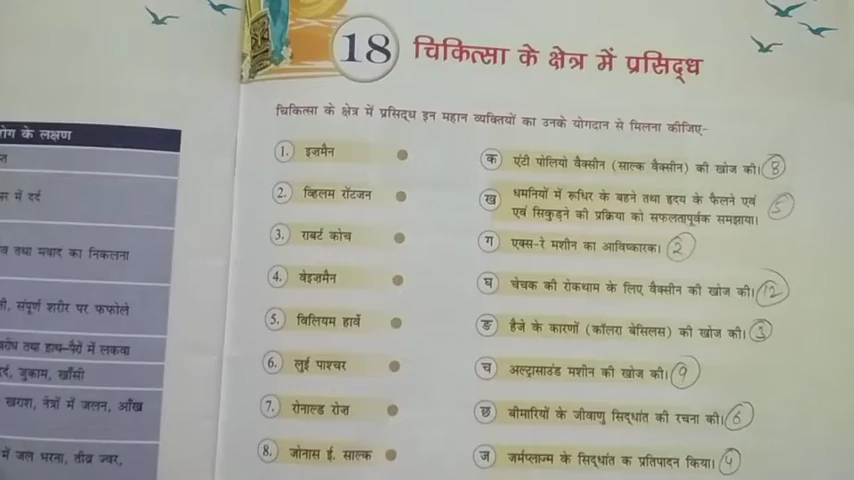 18 चिकित्सा के क्षेत्र में प्रसिद्ध
चिकित्सा के क्षेत्र में प्रसिद्ध इन महान व्यक्तियों का उनके योगदान से मिलना कीजिए-
1. इज़मैन
क एंटी पोलियो वैक्सीन (साल्क वैक्सीन) की खोज की। 8
2. व्हिलम रॉटजन
ख धमनियों में रूधिर के बहने तथा हृदय के फैलने एवं
एवं सिकुड़ने की प्रक्रिया को सफलतापूर्वक समझाया। 5
3. राबर्ट कोच
ग एक्स-रे मशीन का आविष्कारक। 2
4. वेइज़मैन
घ चेचक की रोकथाम के लिए वैक्सीन की खोज की। 12
5. विलियम हार्वे
ङ हैजे के कारणों (कॉलरा बेसिलस) की खोज की। 3
6. लुई पाश्चर
च अल्ट्रासाउंड मशीन की खोज की। 9
7. रोनाल्ड रोज़
छ बीमारियों के जीवाणु सिद्धांत की रचना की। 6
8. जोनास ई. साल्क
ज जर्मप्लाज्म के सिद्धांत क प्रतिपादन किया। 4
रोग के लक्षण
में दर्द
तथा मवाद का निकलना
संपूर्ण शरीर पर फफोले
तथा हाथ-पैरों में लकवा
जुकाम, खाँसी
खराश, नेत्रों में जलन, आँख
में जल भरना, तीव्र ज्वर,